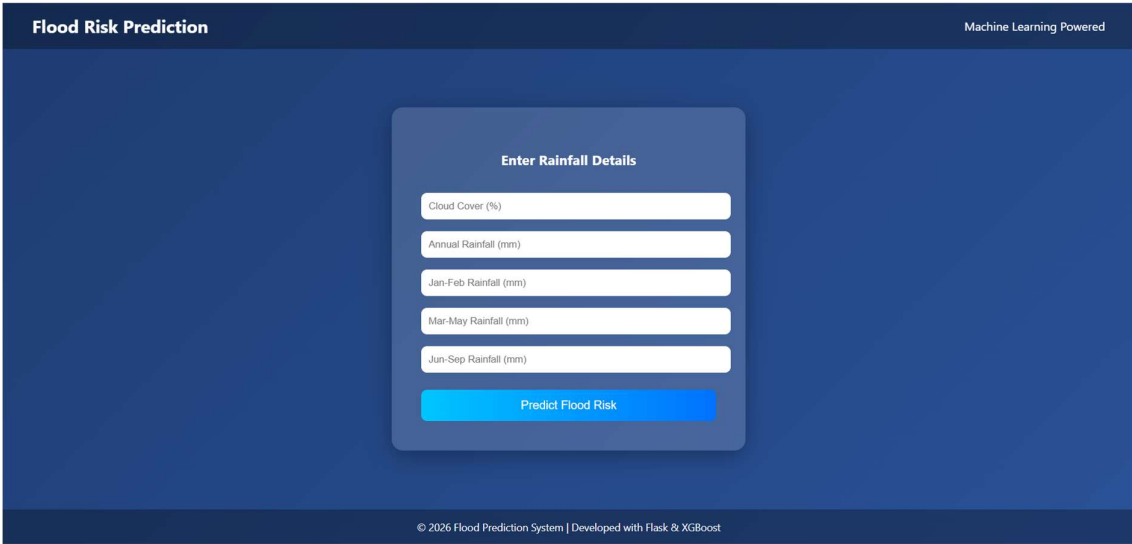 Flood Risk Prediction
Machine Learning Powered
Enter Rainfall Details
Cloud Cover (%)
Annual Rainfall (mm)
Jan-Feb Rainfall (mm)
Mar-May Rainfall (mm)
Jun-Sep Rainfall (mm)
Predict Flood Risk
© 2026 Flood Prediction System | Developed with Flask & XGBoost